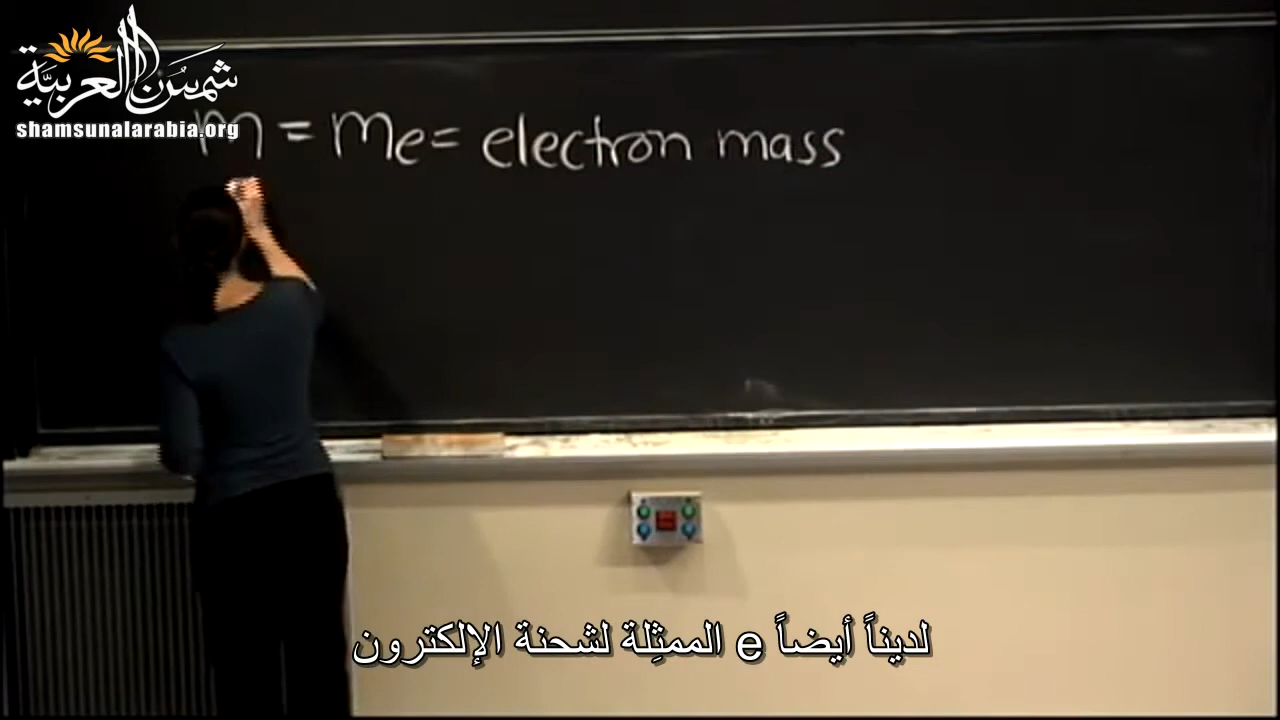 شمس العربية
shamsunalarabia.org
m = me = electron mass
لديناً أيضاً e الممثِلة لشحنة الإلكترون